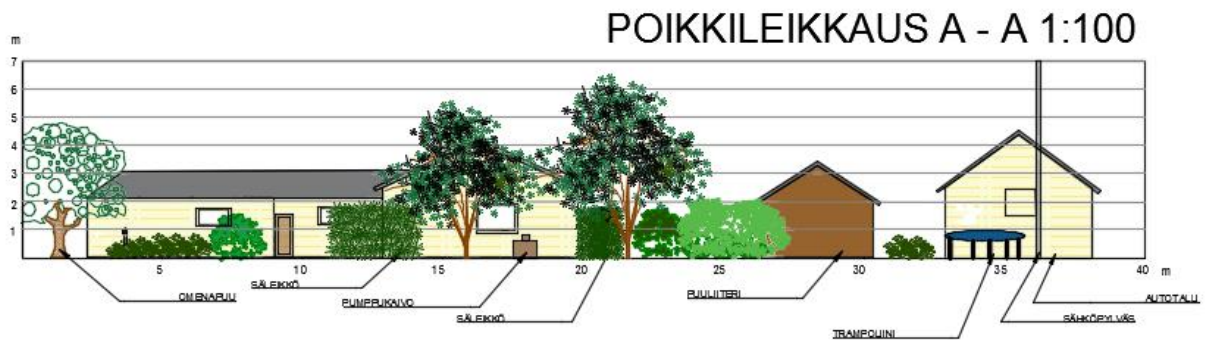 POIKKILEIKKAUS A - A 1:100
m
7
6
5
4
3
2
1
5 10 15 20 25 30 35 40 m
OMENAPUU
SÄLEIKKÖ
PUMPPUKAIVO
SÄLEIKKÖ
PUULIITERI
TRAMPOLIINI
SÄHKÖPYLVÄS
AUTOTALLI